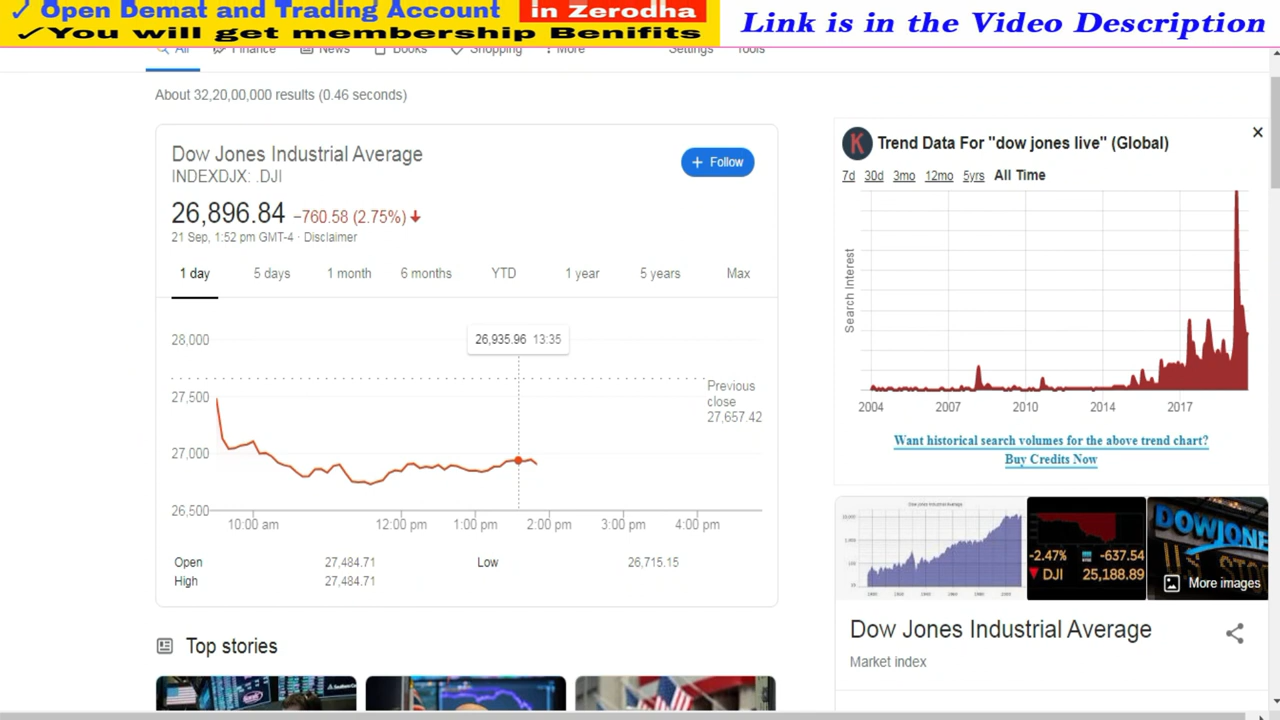 ✓ Open Demat and Trading Account in Zerodha
✓You will get membership Benifits
Link is in the Video Description
All Finance News Books Shopping More Settings Tools
About 32,20,00,000 results (0.46 seconds)
Dow Jones Industrial Average
INDEXDJX: .DJI
+ Follow
26,896.84 −760.58 (2.75%)
21 Sep, 1:52 pm GMT-4 · Disclaimer
1 day 5 days 1 month 6 months YTD 1 year 5 years Max
26,935.96 13:35
28,000
27,500
27,000
26,500
Previous
close
27,657.42
10:00 am 12:00 pm 1:00 pm 2:00 pm 3:00 pm 4:00 pm
Open 27,484.71 Low 26,715.15
High 27,484.71
Top stories
K
Trend Data For "dow jones live" (Global)
7d 30d 3mo 12mo 5yrs All Time
Search Interest
2004 2007 2010 2014 2017
Want historical search volumes for the above trend chart?
Buy Credits Now
Dow Jones Industrial Average
-2.47% -637.54
DJI 25,188.89
DOWJONE
U.S STO
More images
Dow Jones Industrial Average
Market index